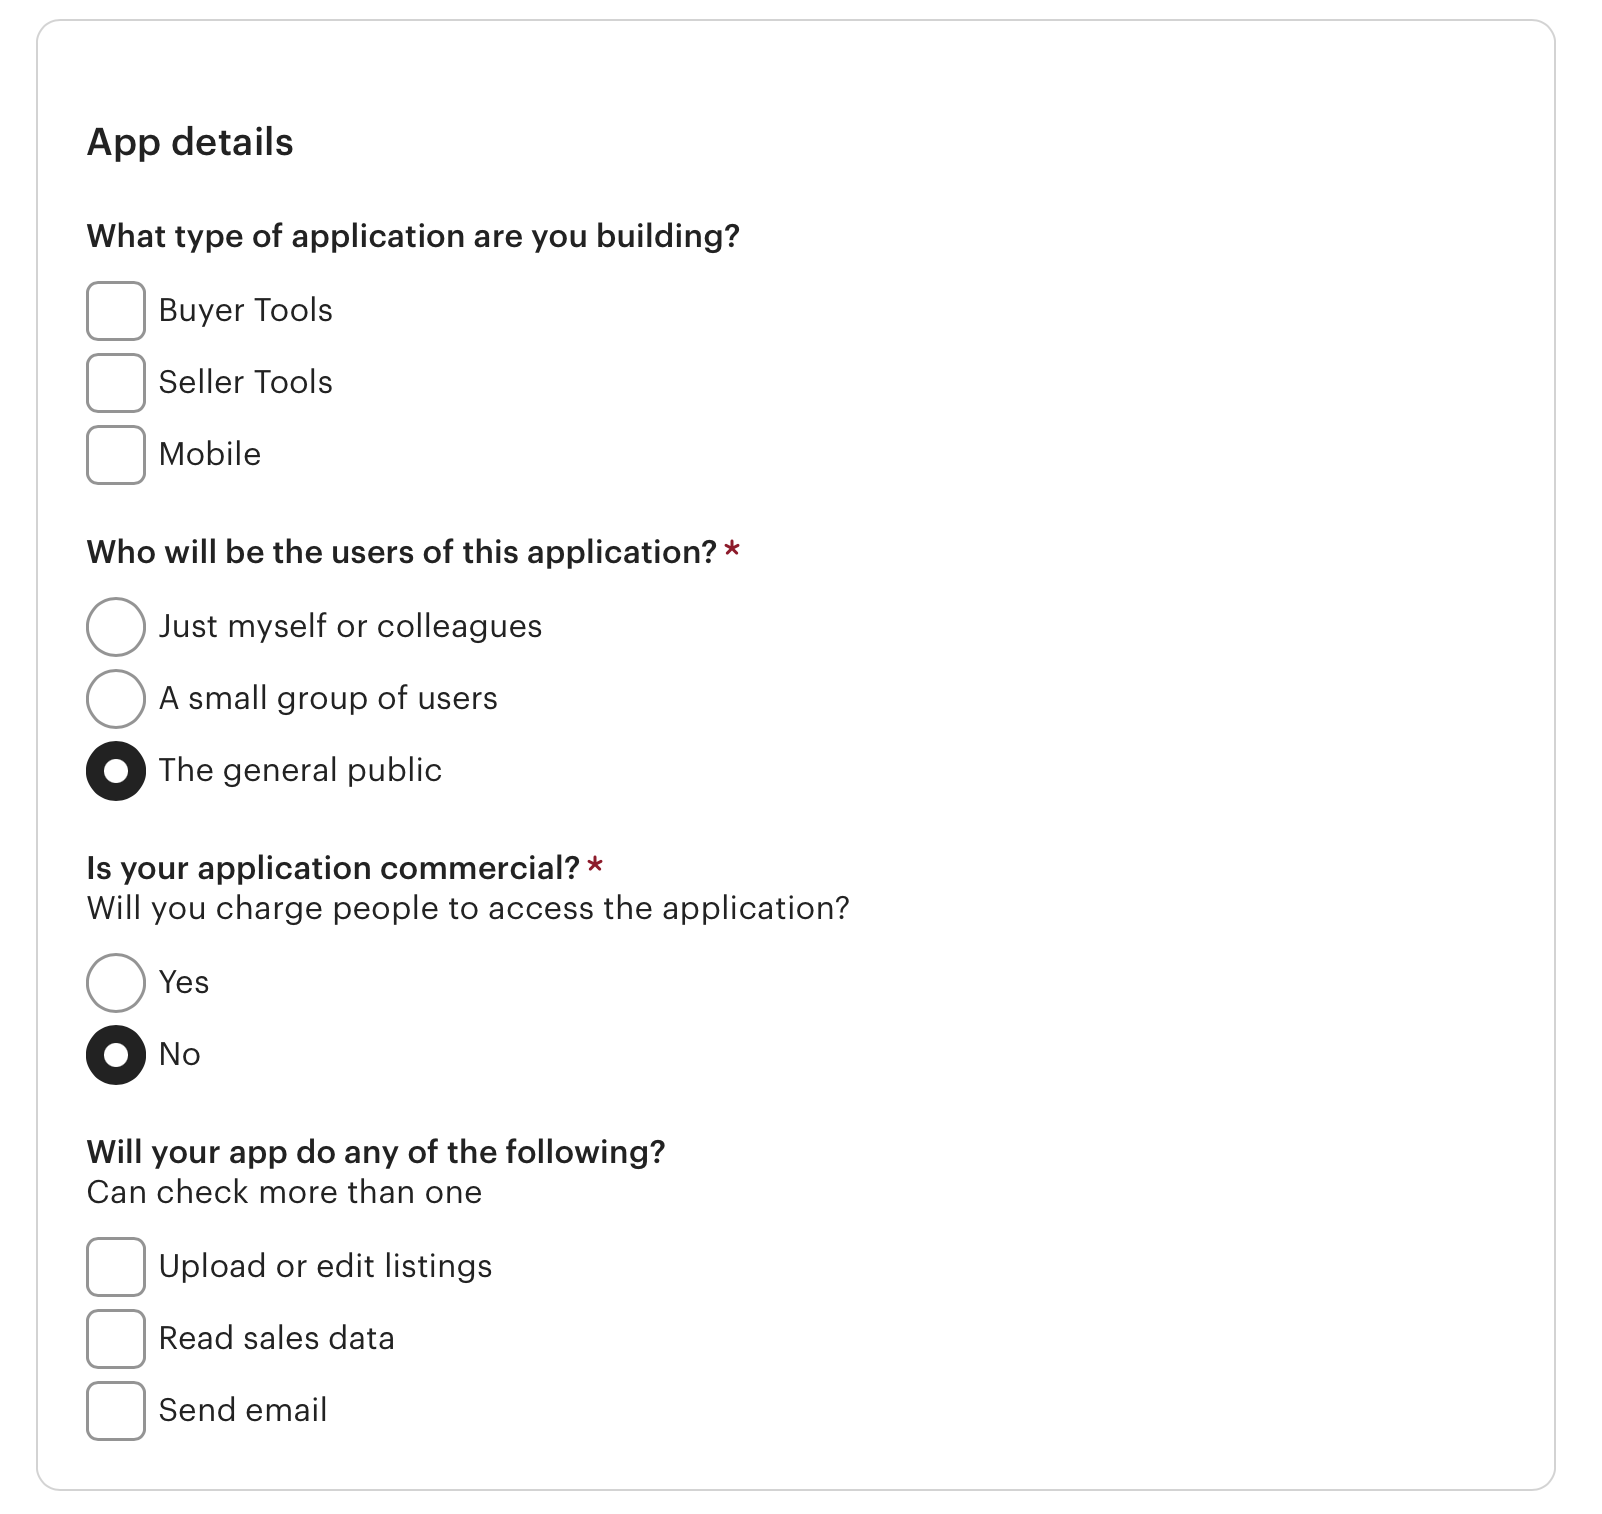 App details
What type of application are you building?
Buyer Tools
Seller Tools
Mobile
Who will be the users of this application? *
Just myself or colleagues
A small group of users
The general public
Is your application commercial? *
Will you charge people to access the application?
Yes
No
Will your app do any of the following?
Can check more than one
Upload or edit listings
Read sales data
Send email